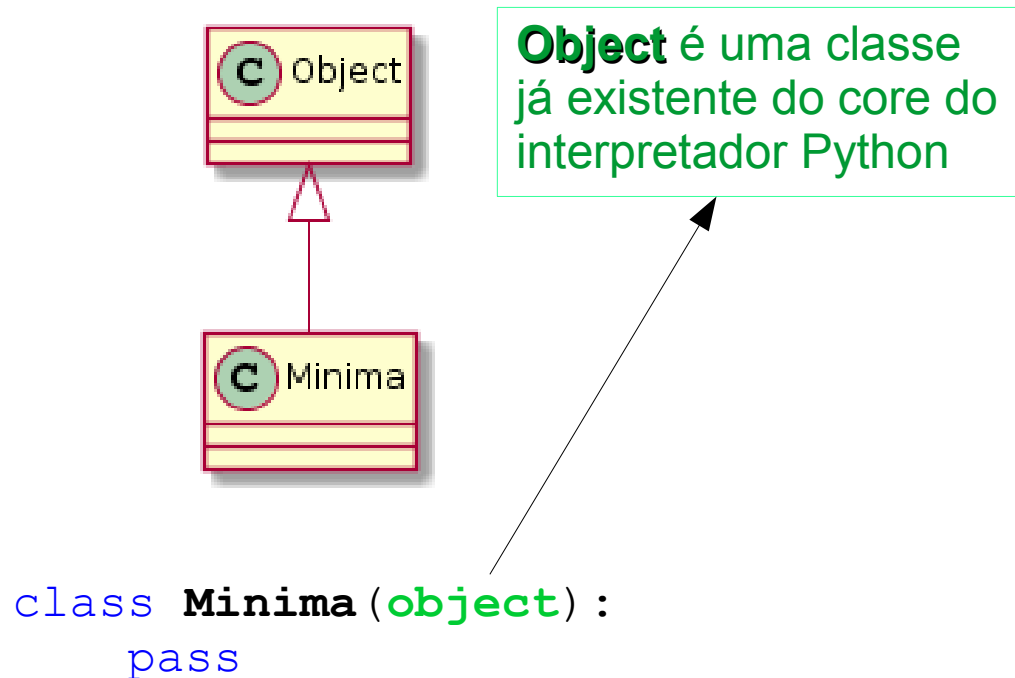 C Object
Object é uma classe
já existente do core do
interpretador Python
C Minima
class Minima(object):
    pass